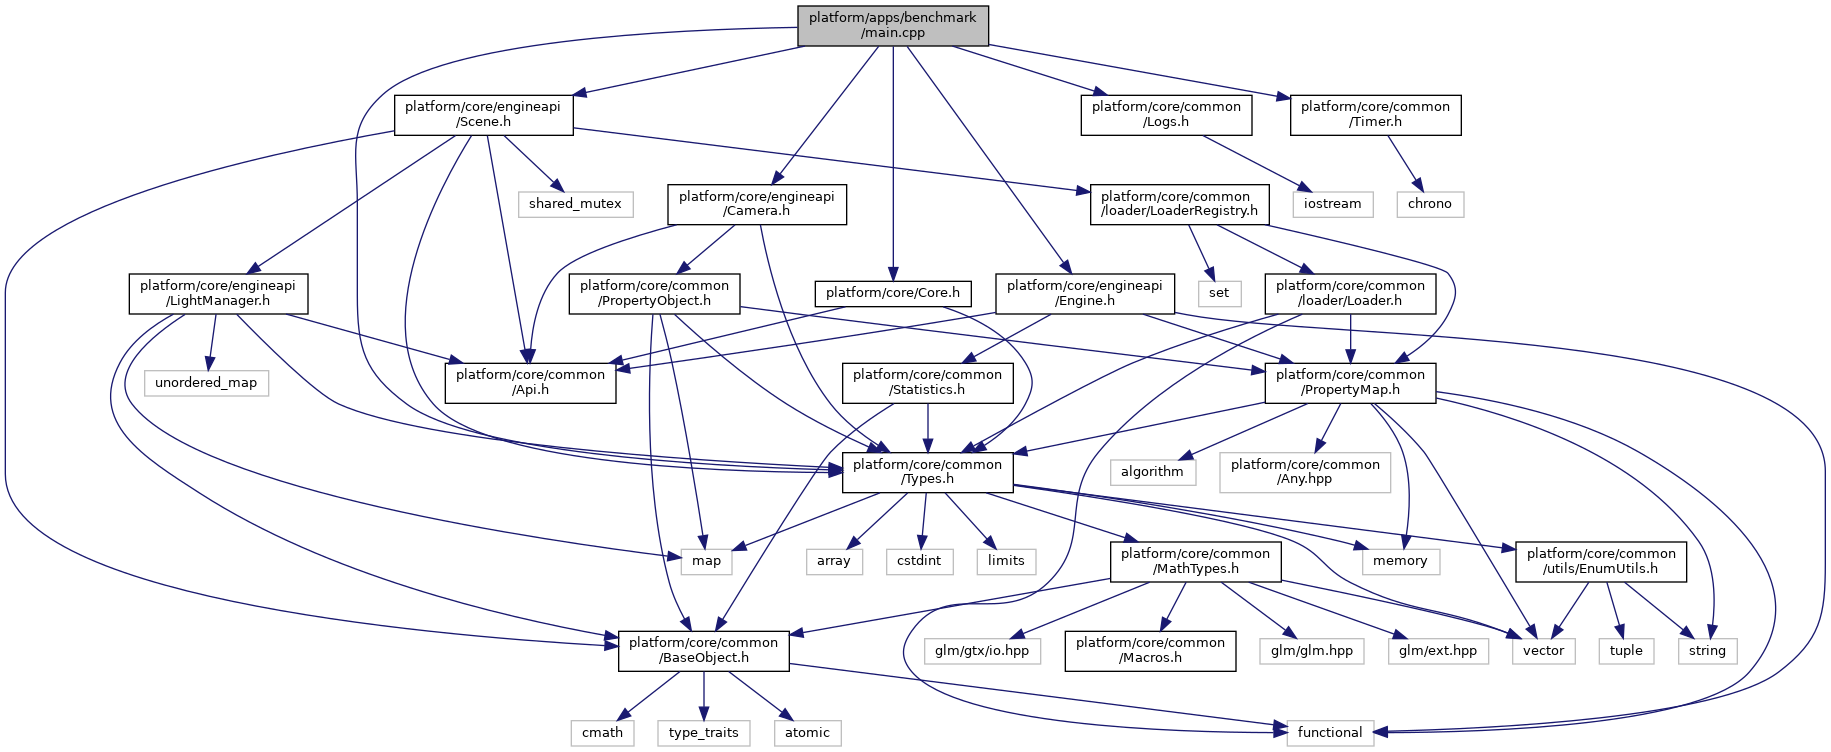 platform/apps/benchmark
/main.cpp
platform/core/engineapi
/Scene.h
platform/core/common
/Logs.h
platform/core/common
/Timer.h
shared_mutex
platform/core/engineapi
/Camera.h
platform/core/common
/loader/LoaderRegistry.h
iostream
chrono
platform/core/engineapi
/LightManager.h
platform/core/common
/PropertyObject.h
platform/core/Core.h
platform/core/engineapi
/Engine.h
set
platform/core/common
/loader/Loader.h
unordered_map
platform/core/common
/Api.h
platform/core/common
/Statistics.h
platform/core/common
/PropertyMap.h
platform/core/common
/Types.h
algorithm
platform/core/common
/Any.hpp
map
array
cstdint
limits
platform/core/common
/MathTypes.h
memory
platform/core/common
/utils/EnumUtils.h
platform/core/common
/BaseObject.h
glm/gtx/io.hpp
platform/core/common
/Macros.h
glm/glm.hpp
glm/ext.hpp
vector
tuple
string
cmath
type_traits
atomic
functional